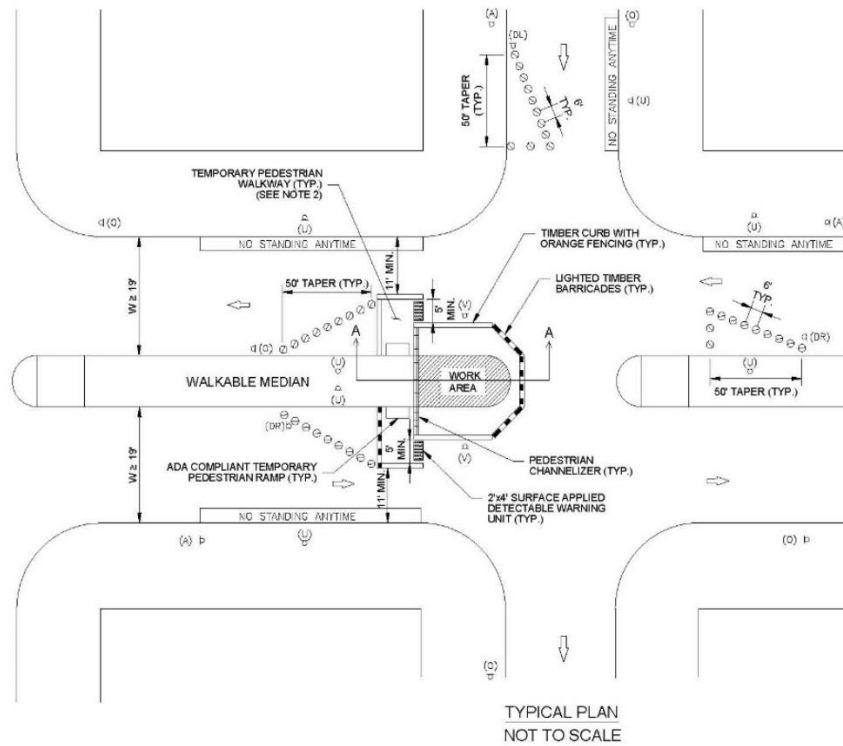 (A)
(O)
(DL)
NO STANDING ANYTIME
50' TAPER
(TYP.)
6'
TYP.
(U)
TEMPORARY PEDESTRIAN
WALKWAY (TYP.)
(SEE NOTE 2)
(O)
(U)
NO STANDING ANYTIME
TIMBER CURB WITH
ORANGE FENCING (TYP.)
(U)
(A)
NO STANDING ANYTIME
W ≥ 19'
50' TAPER (TYP.)
11' MIN.
5'
MIN.
(V)
LIGHTED TIMBER
BARRICADES (TYP.)
6'
TYP.
A
A
(O)
(DR)
(U)
(U)
WALKABLE MEDIAN
WORK
AREA
(U)
50' TAPER (TYP.)
W ≥ 19'
(DR)
5'
MIN.
(V)
ADA COMPLIANT TEMPORARY
PEDESTRIAN RAMP (TYP.)
PEDESTRIAN
CHANNELIZER (TYP.)
11' MIN.
2'x4' SURFACE APPLIED
DETECTABLE WARNING
UNIT (TYP.)
NO STANDING ANYTIME
(A)
(U)
(O)
(O)
TYPICAL PLAN
NOT TO SCALE